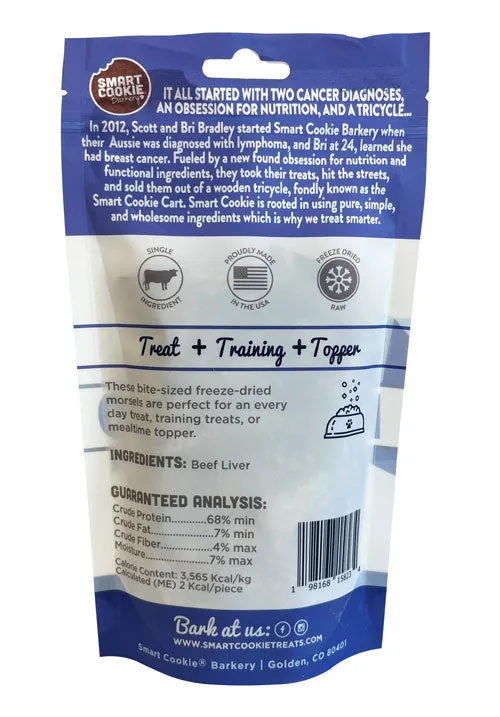 SMART
COOKIE
Barkery
IT ALL STARTED WITH TWO CANCER DIAGNOSES,
AN OBSESSION FOR NUTRITION, AND A TRICYCLE...
In 2012, Scott and Bri Bradley started Smart Cookie Barkery when
their Aussie was diagnosed with lymphoma, and Bri at 24, learned she
had breast cancer. Fueled by a new found obsession for nutrition and
functional ingredients, they took their treats, hit the streets,
and sold them out of a wooden tricycle, fondly known as the
Smart Cookie Cart. Smart Cookie is rooted in using pure, simple,
and wholesome ingredients which is why we treat smarter.
SINGLE
INGREDIENT
PROUDLY MADE
IN THE USA
FREEZE DRIED
RAW
Treat + Training + Topper
These bite-sized freeze-dried
morsels are perfect for an every
day treat, training treats, or
mealtime topper.
INGREDIENTS: Beef Liver
GUARANTEED ANALYSIS:
Crude Protein...........68% min
Crude Fat..................7% min
Crude Fiber...............4% max
Moisture....................7% max
Calorie Content: 3,565 Kcal/kg
Calculated (ME) 2 Kcal/piece
1 98168 15823 4
Bark at us:
WWW.SMARTCOOKIETREATS.COM
Smart Cookie® Barkery | Golden, CO 80401